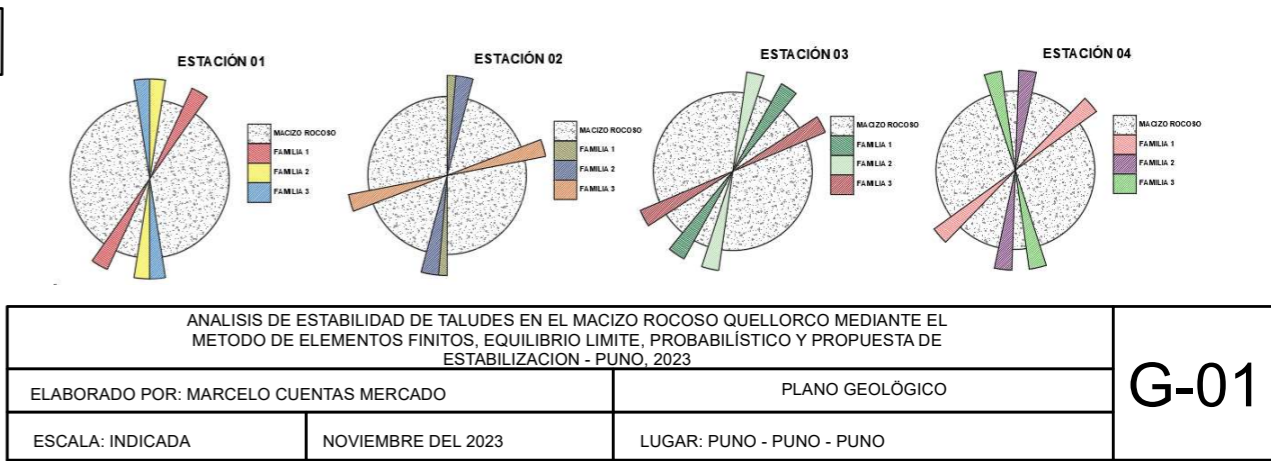 ESTACIÓN 01
MACIZO ROCOSO
FAMILIA 1
FAMILIA 2
FAMILIA 3
ESTACIÓN 02
MACIZO ROCOSO
FAMILIA 1
FAMILIA 2
FAMILIA 3
ESTACIÓN 03
MACIZO ROCOSO
FAMILIA 1
FAMILIA 2
FAMILIA 3
ESTACIÓN 04
MACIZO ROCOSO
FAMILIA 1
FAMILIA 2
FAMILIA 3
ANALISIS DE ESTABILIDAD DE TALUDES EN EL MACIZO ROCOSO QUELLORCO MEDIANTE EL
METODO DE ELEMENTOS FINITOS, EQUILIBRIO LIMITE, PROBABILÍSTICO Y PROPUESTA DE
ESTABILIZACION - PUNO, 2023
ELABORADO POR: MARCELO CUENTAS MERCADO
PLANO GEOLÖGICO
G-01
ESCALA: INDICADA
NOVIEMBRE DEL 2023
LUGAR: PUNO - PUNO - PUNO